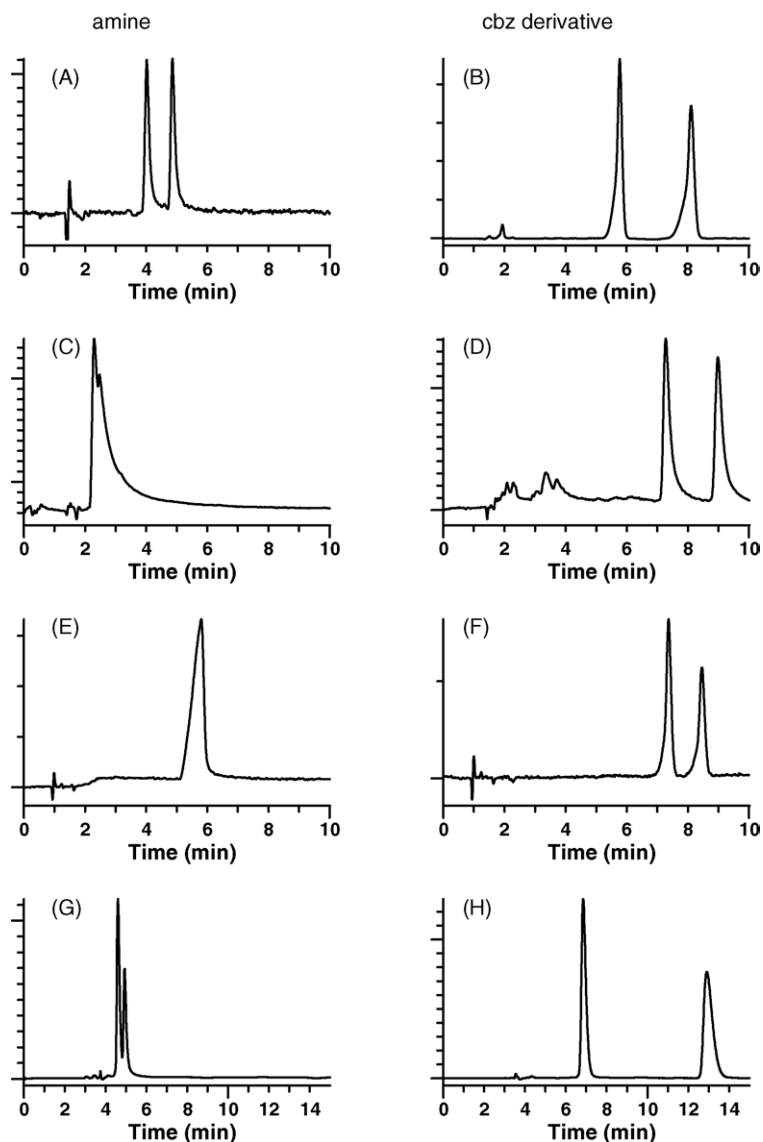 amine cbz derivative
(A) (B)
0 2 4 6 8 10 0 2 4 6 8 10
Time (min) Time (min)
(C) (D)
0 2 4 6 8 10 0 2 4 6 8 10
Time (min) Time (min)
(E) (F)
0 2 4 6 8 10 0 2 4 6 8 10
Time (min) Time (min)
(G) (H)
0 2 4 6 8 10 12 14 0 2 4 6 8 10 12 14
Time (min) Time (min)